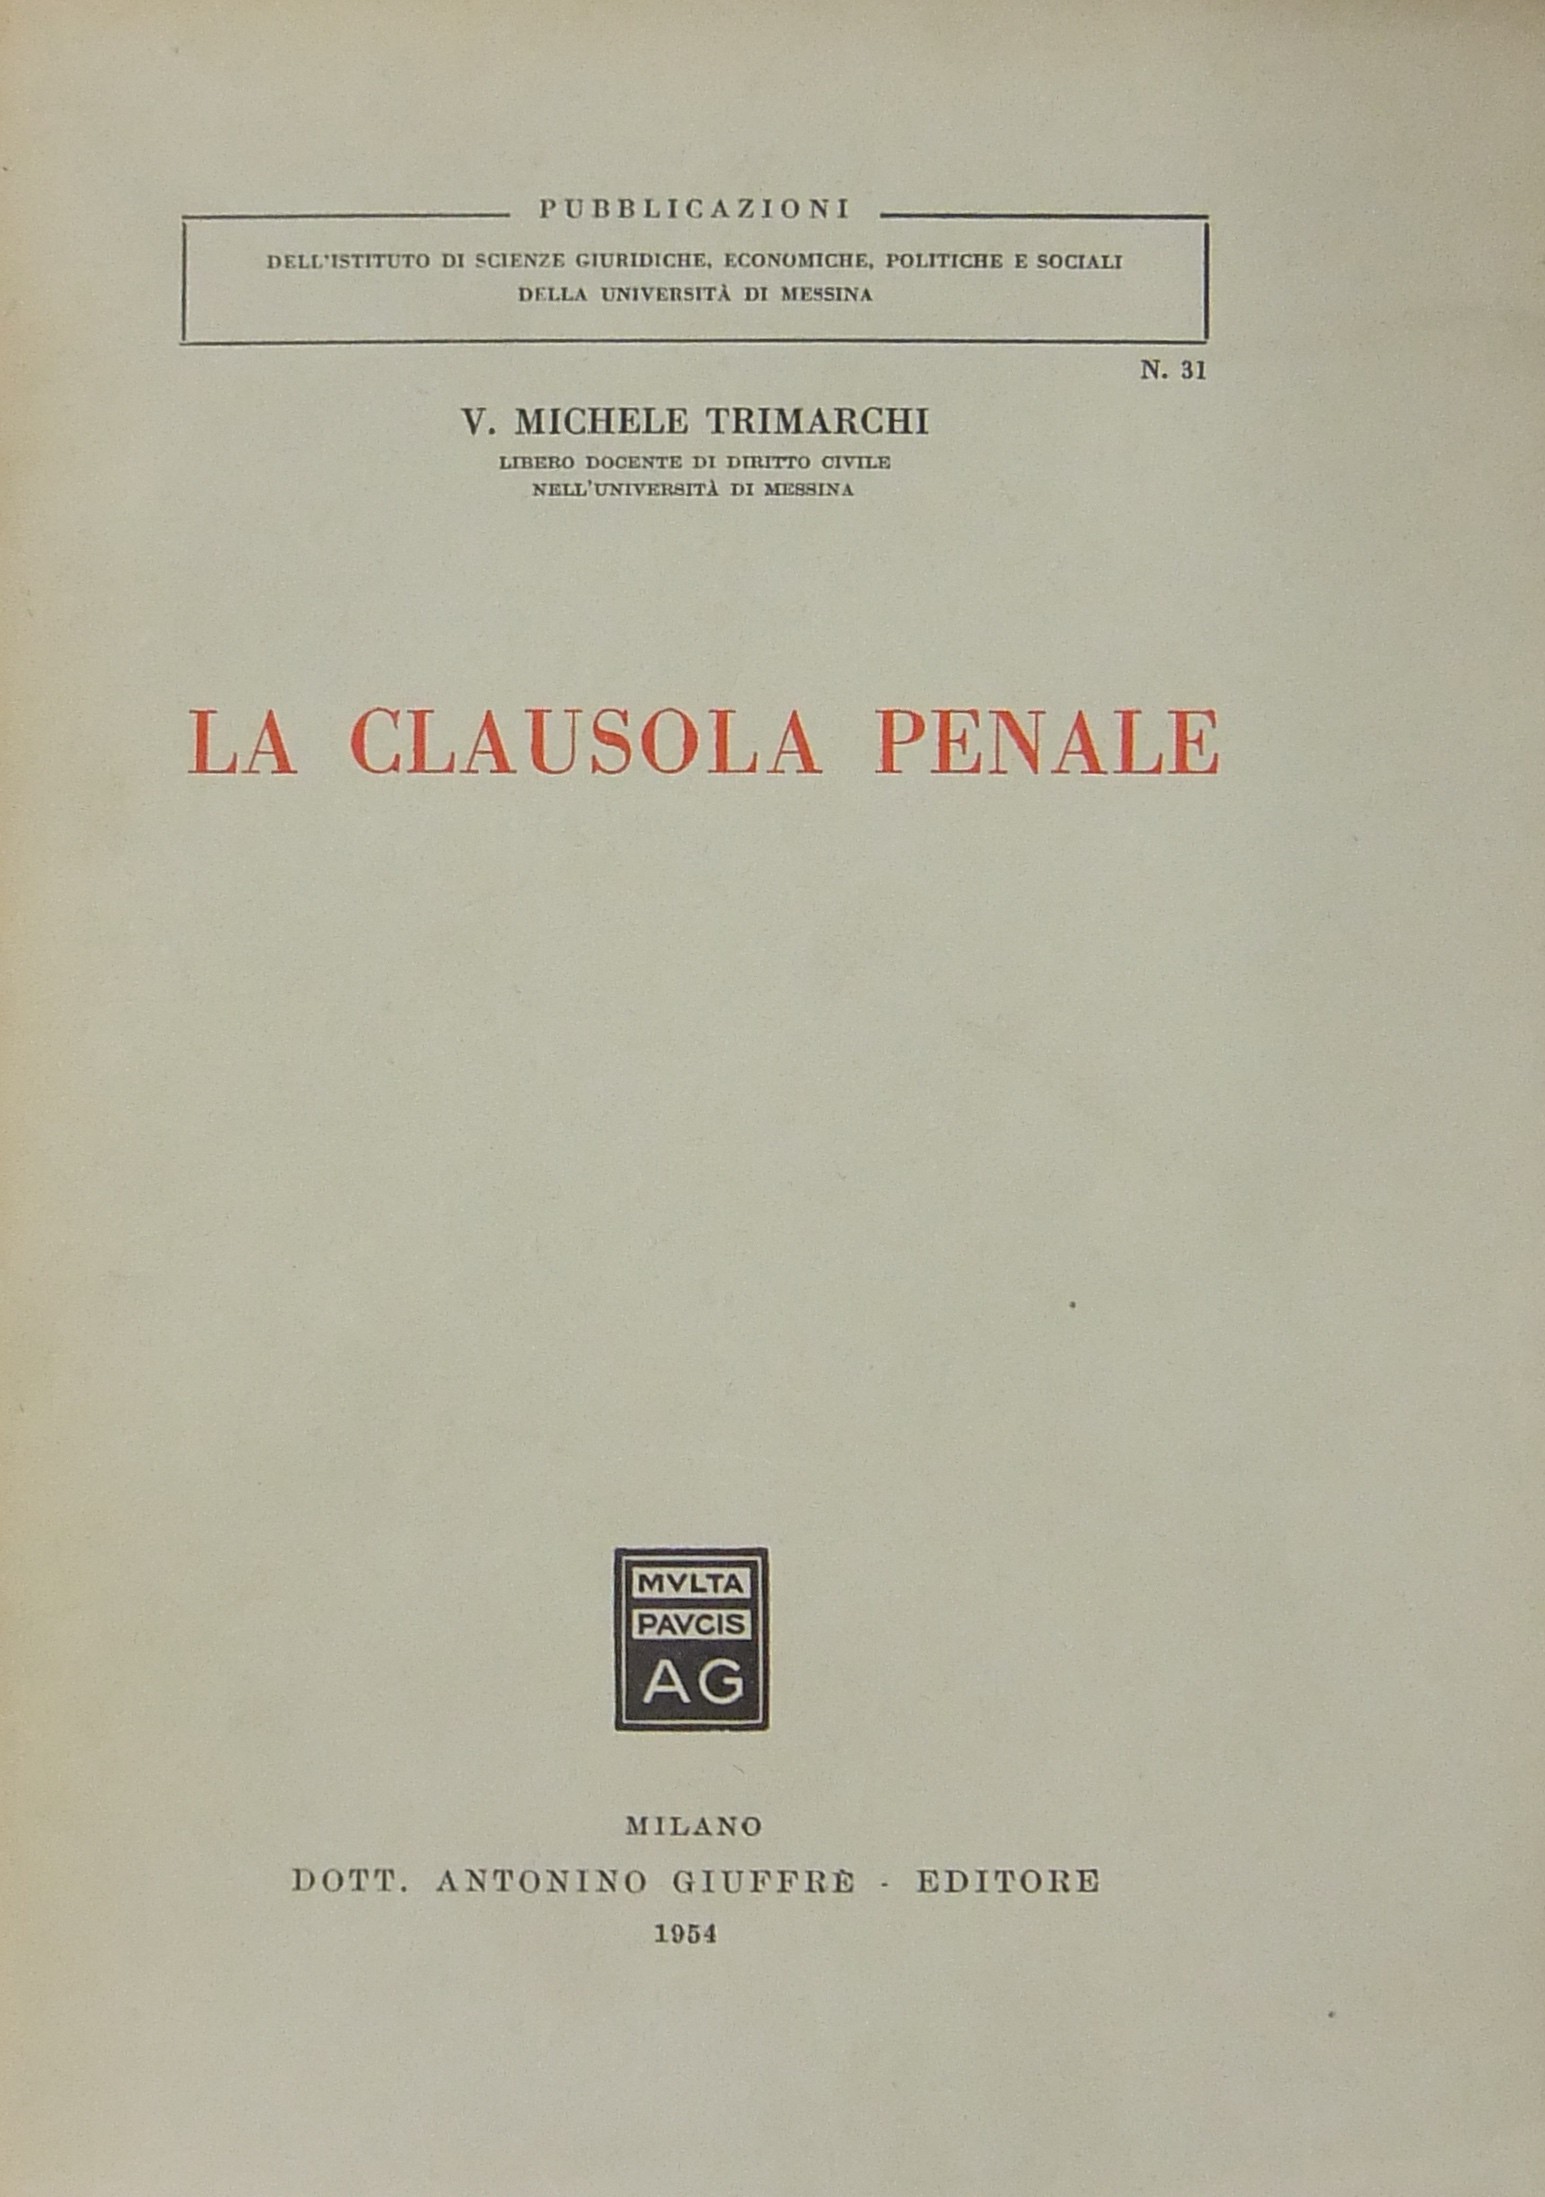 PUBBLICAZIONI
DELL'ISTITUTO DI SCIENZE GIURIDICHE, ECONOMICHE, POLITICHE E SOCIALI
DELLA UNIVERSITÀ DI MESSINA
N. 31
V. MICHELE TRIMARCHI
LIBERO DOCENTE DI DIRITTO CIVILE
NELL'UNIVERSITÀ DI MESSINA
LA CLAUSOLA PENALE
MVLTA
PAVCIS
AG
MILANO
DOTT. ANTONINO GIUFFRÈ - EDITORE
1954